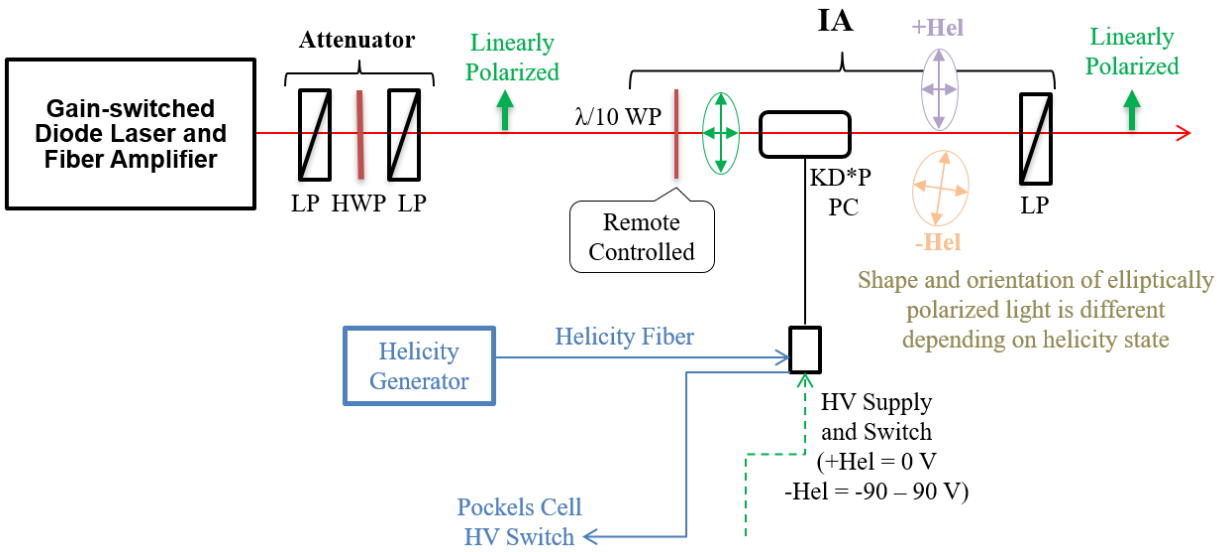 IA
+Hel
Attenuator
Linearly
Polarized
Linearly
Polarized
Gain-switched
Diode Laser and
Fiber Amplifier
λ/10 WP
LP
HWP
LP
KD*P
PC
LP
Remote
Controlled
-Hel
Shape and orientation of elliptically
polarized light is different
depending on helicity state
Helicity Fiber
Helicity
Generator
HV Supply
and Switch
(+Hel = 0 V
-Hel = -90 – 90 V)
Pockels Cell
HV Switch